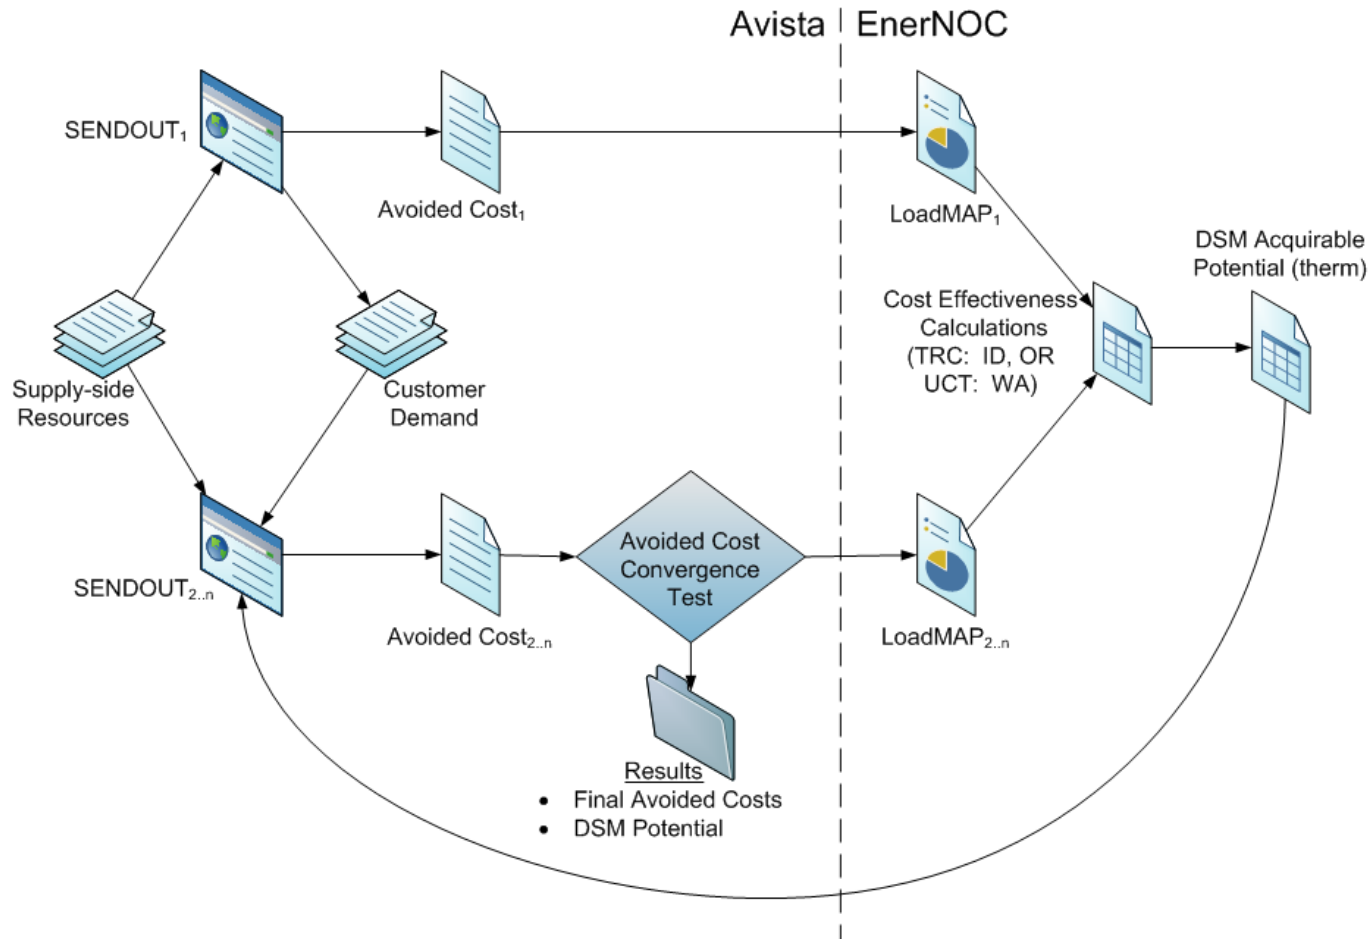 Avista
EnerNOC
SENDOUT₁
Avoided Cost₁
LoadMAP₁
DSM Acquirable
Potential (therm)
Cost Effectiveness
Calculations
(TRC: ID, OR
UCT: WA)
Supply-side
Resources
Customer
Demand
SENDOUT₂..ₙ
Avoided Cost₂..ₙ
Avoided Cost
Convergence
Test
LoadMAP₂..ₙ
Results
• Final Avoided Costs
• DSM Potential